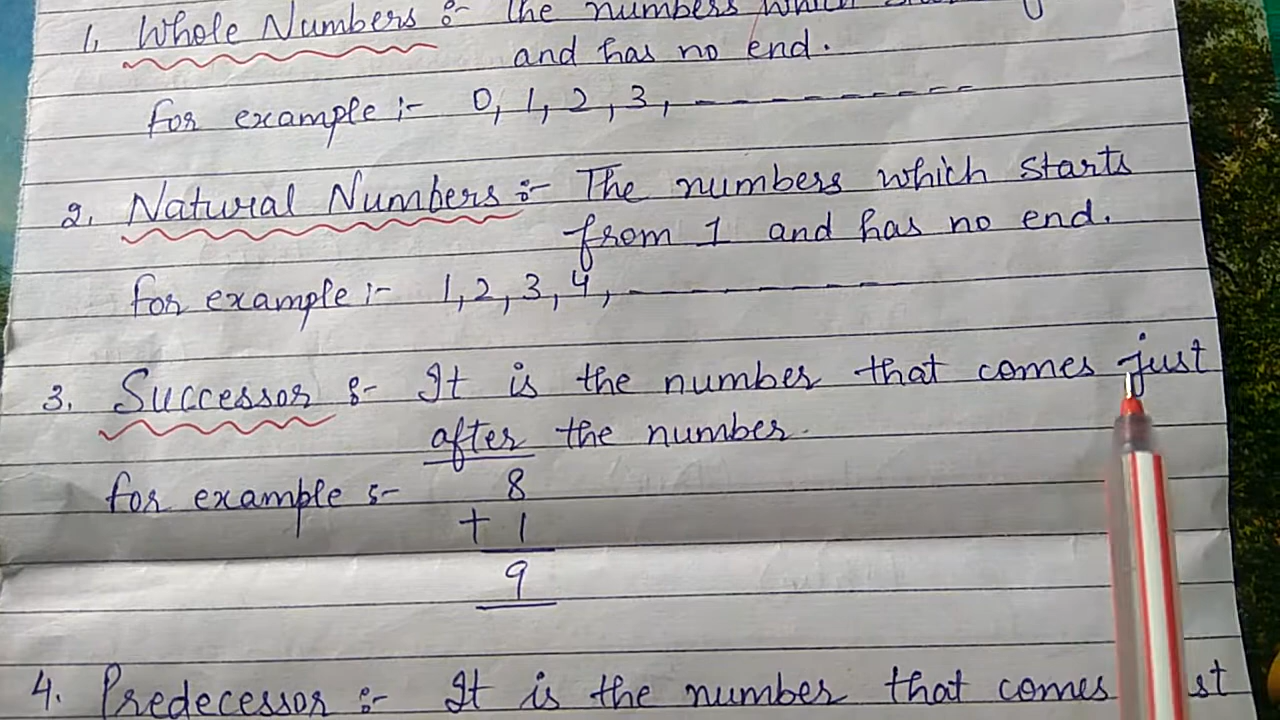 1. Whole Numbers :- The numbers which
and has no end.
for example :- 0, 1, 2, 3, ----------
2. Natural Numbers :- The numbers which starts
from 1 and has no end.
for example :- 1, 2, 3, 4, ----------
3. Successor :- It is the number that comes just
after the number.
for example :- 8
+ 1
9
4. Predecessor :- It is the number that comes